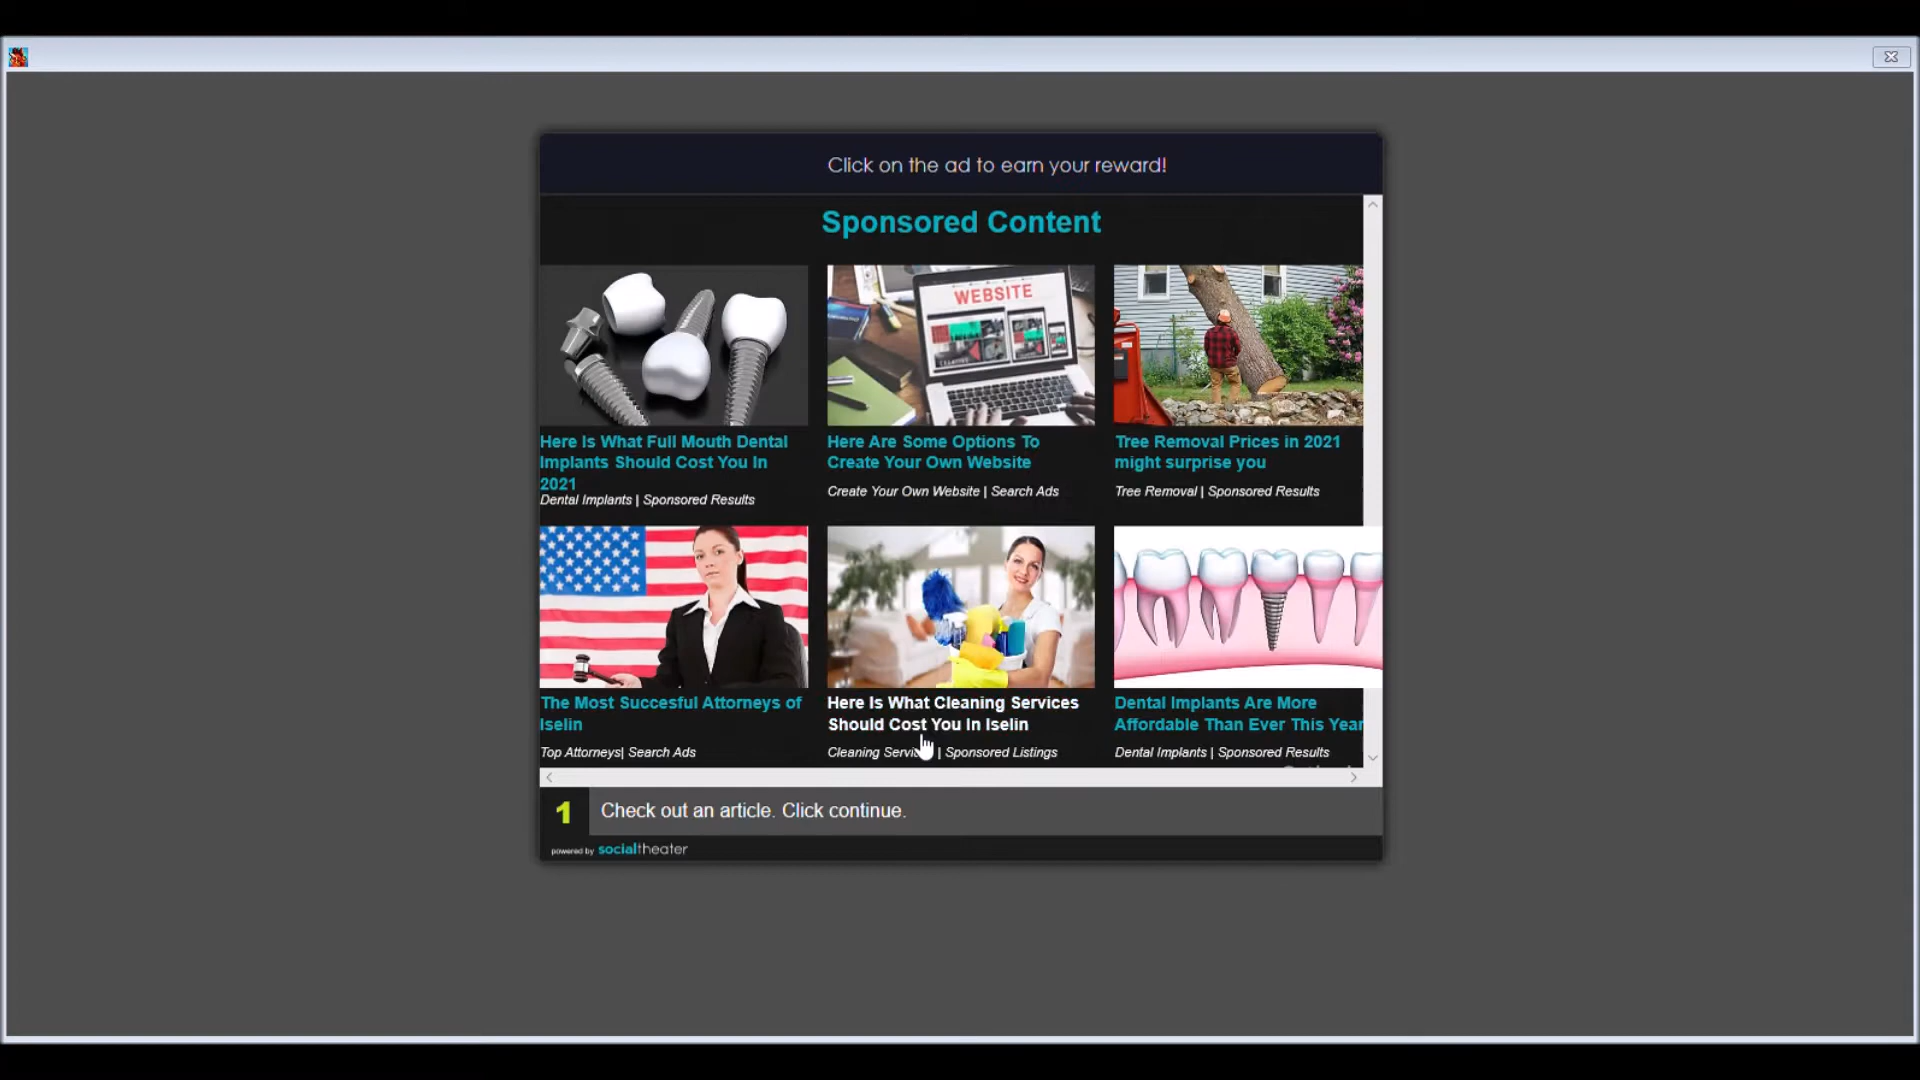 Click on the ad to earn your reward!
Sponsored Content
WEBSITE
Here Is What Full Mouth Dental
Implants Should Cost You In
2021
Dental Implants | Sponsored Results
Here Are Some Options To
Create Your Own Website
Create Your Own Website | Search Ads
Tree Removal Prices in 2021
might surprise you
Tree Removal | Sponsored Results
The Most Succesful Attorneys of
Iselin
Top Attorneys| Search Ads
Here Is What Cleaning Services
Should Cost You In Iselin
Cleaning | Sponsored Listings
Dental Implants Are More
Affordable Than Ever This Year
Dental Implants | Sponsored Results
1
Check out an article. Click continue.
powered by socialtheater